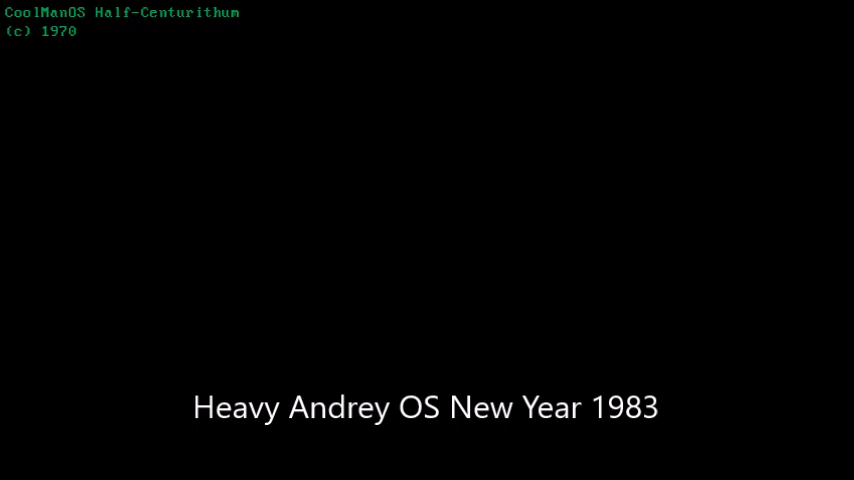 CoolManOS Half-Centurithum
(c) 1970
Heavy Andrey OS New Year 1983